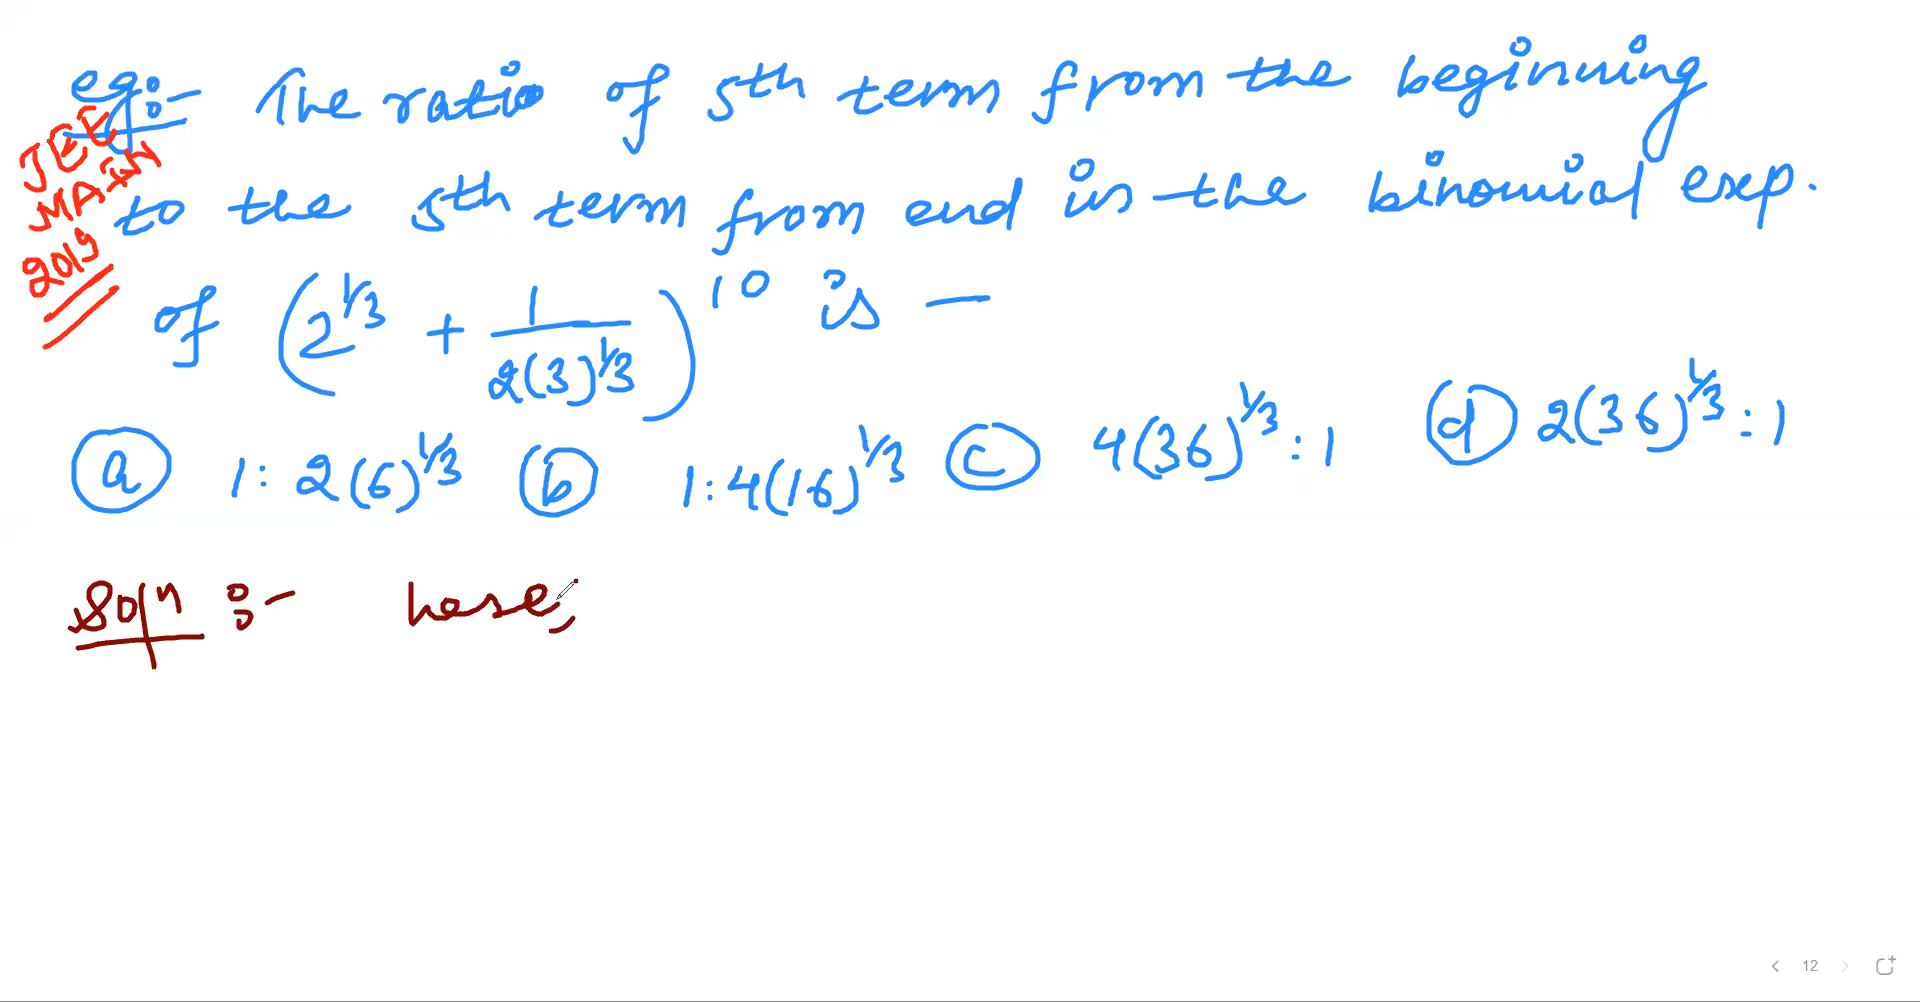 eg:- The ratio of 5th term from the beginning
JEE MAIN 2019
to the 5th term from end in the binomial exp.
of (2^{1/3} + \frac{1}{2(3)^{1/3}})^{10} is —
(a) 1:2(6)^{1/3} (b) 1:4(16)^{1/3} (c) 4(36)^{1/3}:1 (d) 2(36)^{1/3}:1
Solⁿ :- here,
12